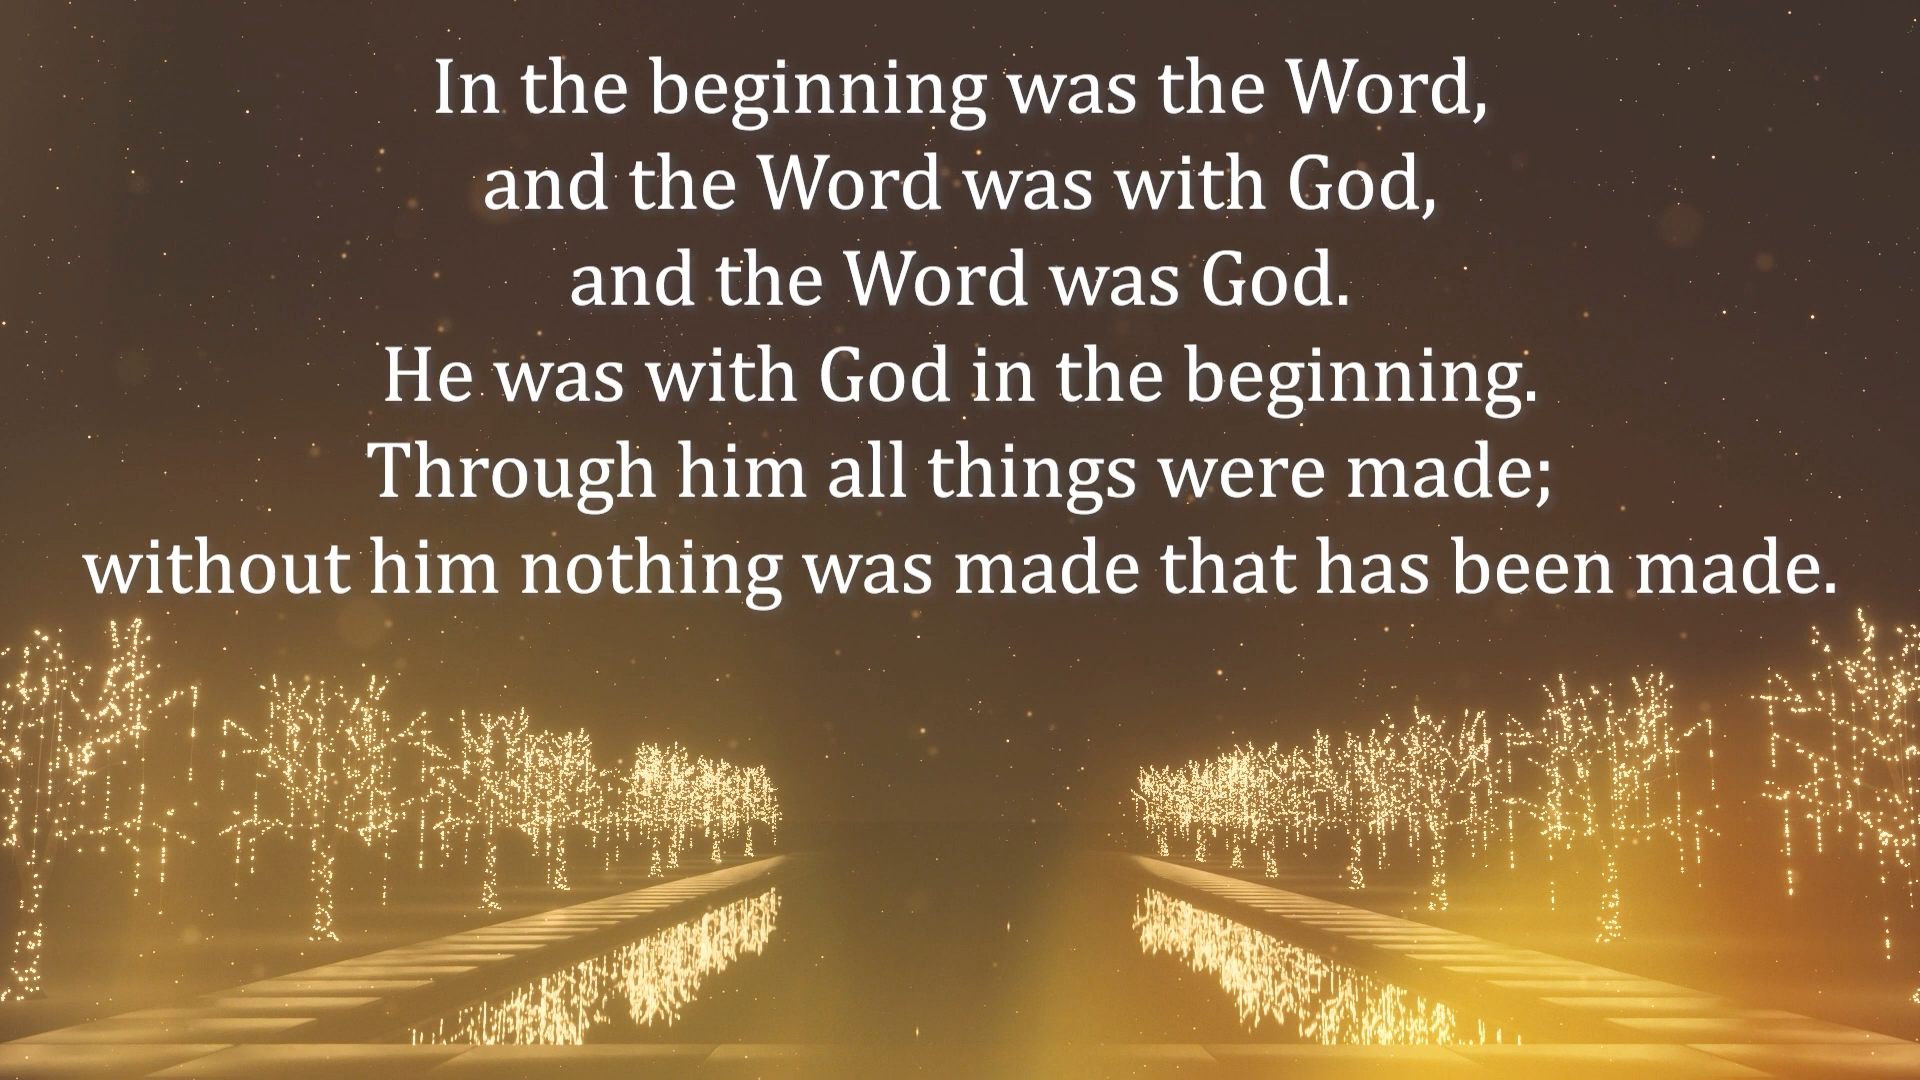 In the beginning was the Word,
and the Word was with God,
and the Word was God.
He was with God in the beginning.
Through him all things were made;
without him nothing was made that has been made.